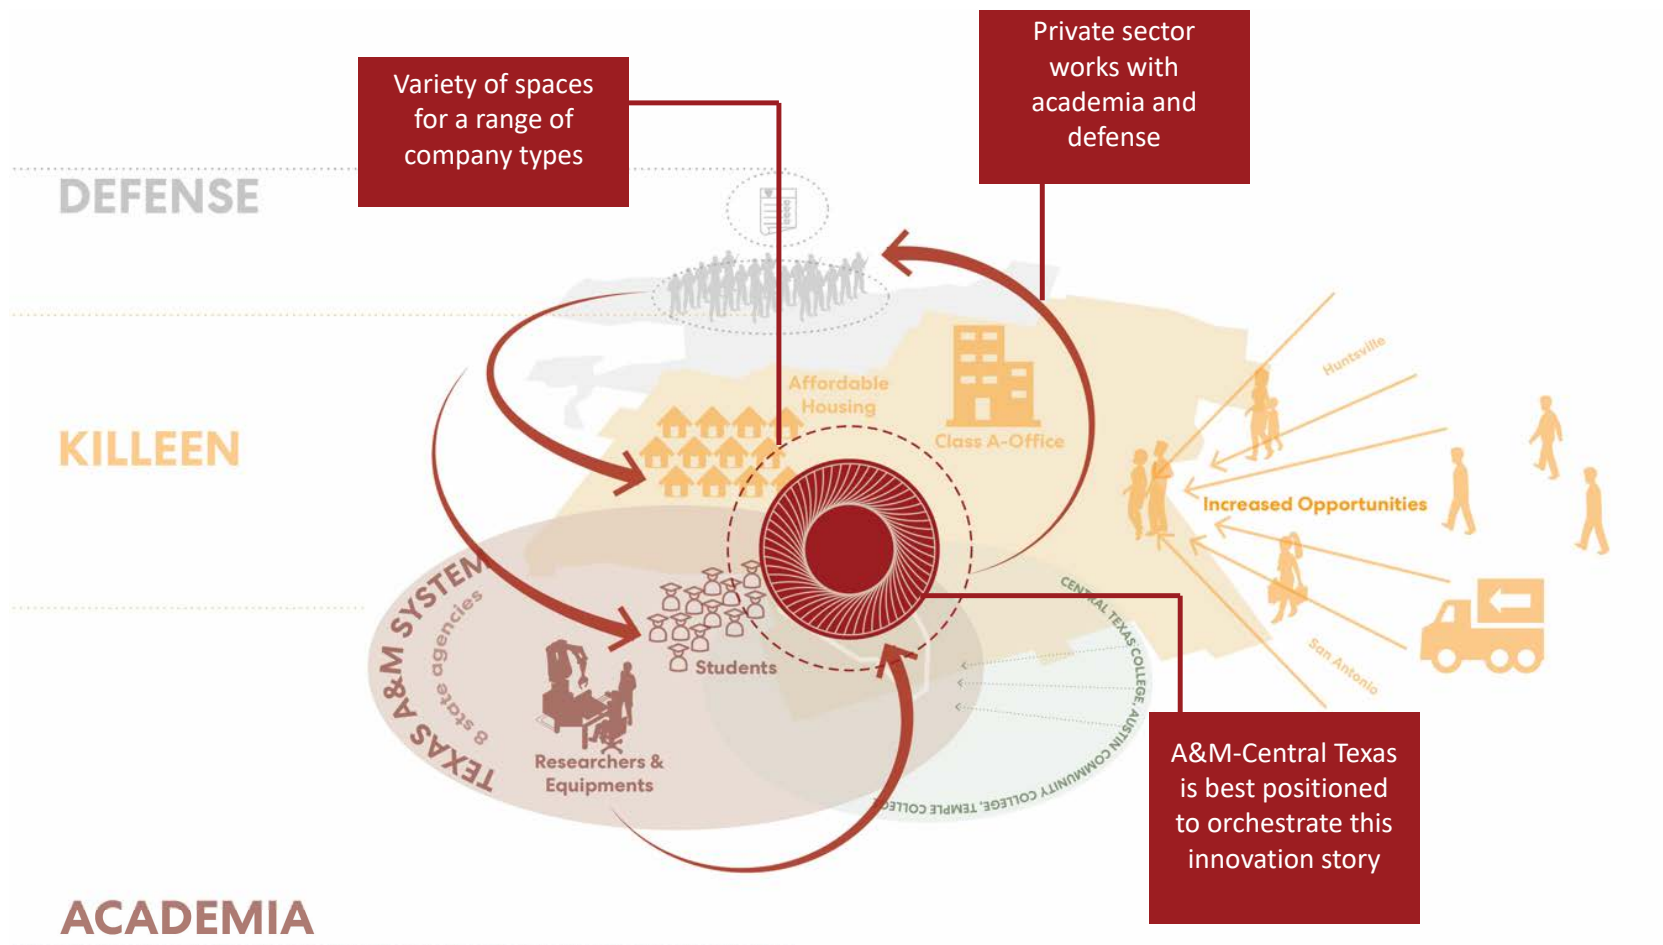 Private sector
works with
academia and
defense
Variety of spaces
for a range of
company types
DEFENSE
KILLEEN
Affordable
Housing
Class A-Office
Huntsville
Increased Opportunities
San Antonio
TEXAS A&M SYSTEM
8 state agencies
Students
Researchers &
Equipments
CENTRAL TEXAS COLLEGE, AUSTIN COMMUNITY COLLEGE, TEMPLE COLLEGE
A&M-Central Texas
is best positioned
to orchestrate this
innovation story
ACADEMIA